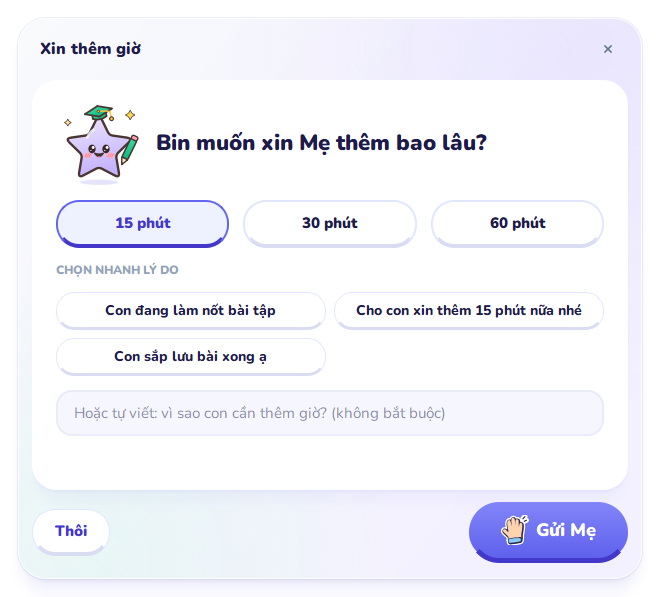 Xin thêm giờ
×
Bin muốn xin Mẹ thêm bao lâu?
15 phút
30 phút
60 phút
CHỌN NHANH LÝ DO
Con đang làm nốt bài tập
Cho con xin thêm 15 phút nữa nhé
Con sắp lưu bài xong ạ
Hoặc tự viết: vì sao con cần thêm giờ? (không bắt buộc)
Thôi
Gửi Mẹ